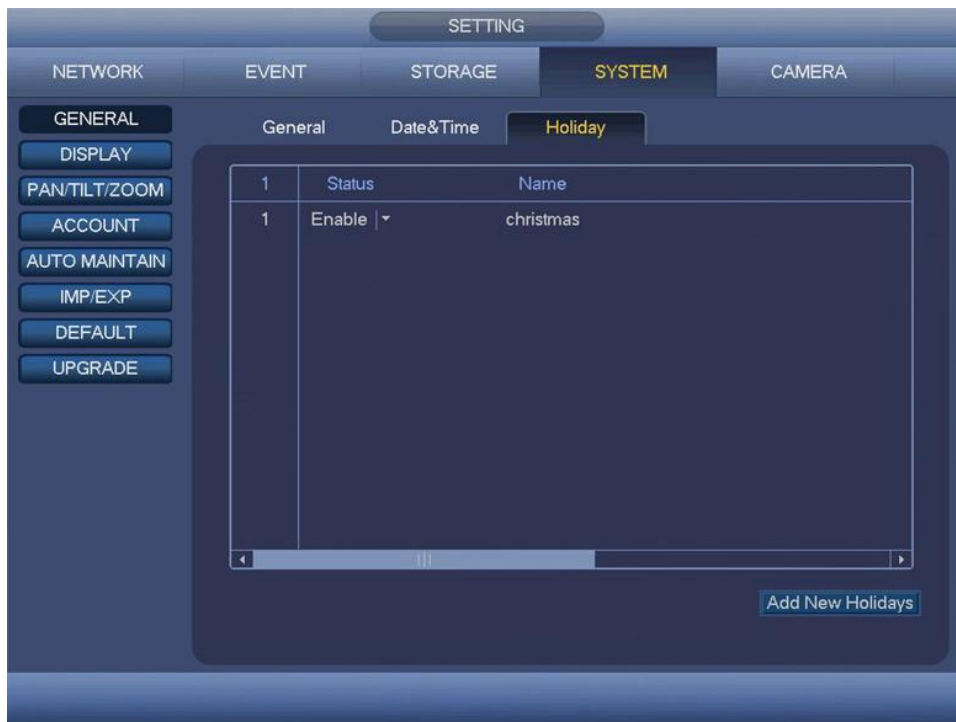 SETTING
NETWORK EVENT STORAGE SYSTEM CAMERA
GENERAL
DISPLAY
PAN/TILT/ZOOM
ACCOUNT
AUTO MAINTAIN
IMP/EXP
DEFAULT
UPGRADE
General Date&Time Holiday
1 Status Name
1 Enable christmas
Add New Holidays